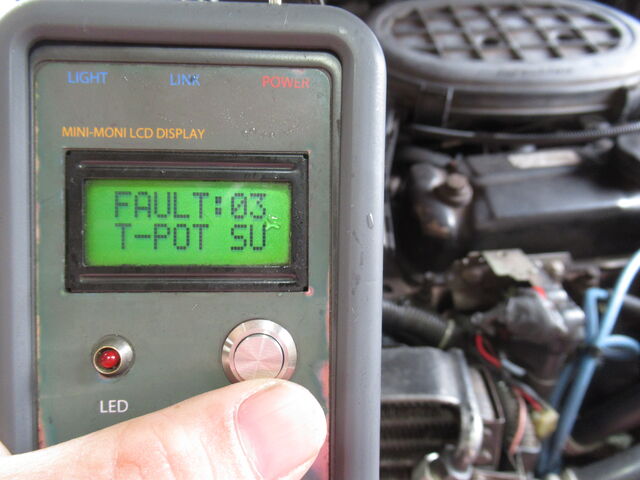 LIGHT LINK POWER
MINI-MONI LCD DISPLAY
FAULT:03
T-POT SU
LED